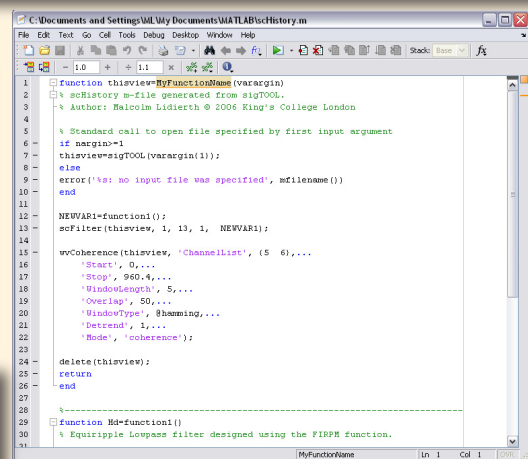 C:\Documents and Settings\ML\My Documents\MATLAB\scHistory.m
File Edit Text Go Cell Tools Debug Desktop Window Help
Stack: Base fx
- 1.0 + ÷ 1.1 ×
1 function thisview=MyFunctionName(varargin)
2 % scHistory m-file generated from sigTOOL.
3 % Author: Malcolm Lidierth © 2006 King's College London
4
5 % Standard call to open file specified by first input argument
6 - if nargin>=1
7 - thisview=sigTOOL(varargin(1));
8 - else
9 - error('%s: no input file was specified', mfilename())
10 - end
11
12 - NEWVAR1=function1();
13 - scFilter(thisview, 1, 13, 1, NEWVAR1);
14
15 - wvCoherence(thisview, 'ChannelList', (5 6),...
16 'Start', 0,...
17 'Stop', 960.4,...
18 'WindowLength', 5,...
19 'Overlap', 50,...
20 'WindowType', @hamming,...
21 'Detrend', 1,...
22 'Mode', 'coherence');
23
24 - delete(thisview);
25 - return
26 - end
27
28 %----------------------------------------------------------------------
29 function Hd=function1()
30 % Equiripple Lowpass filter designed using the FIRPM function.
31
MyFunctionName Ln 1 Col 1 OVR